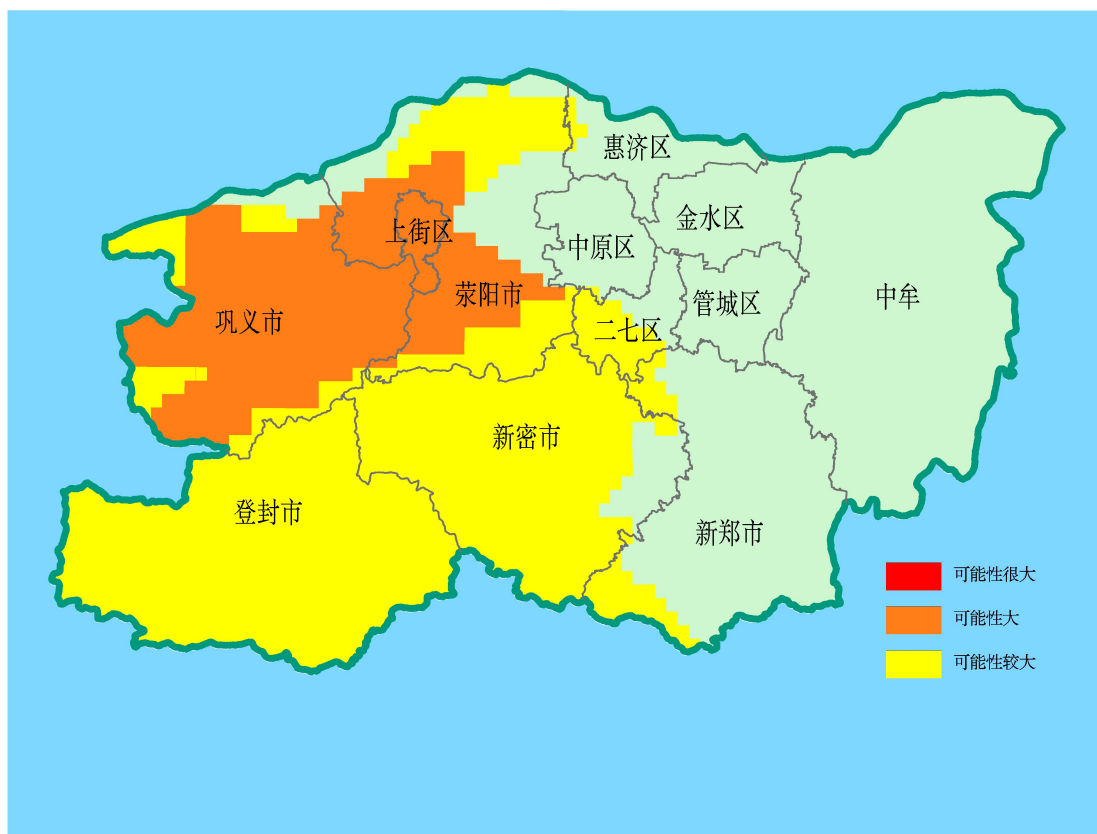 惠济区
金水区
上街区
中原区
荥阳市
管城区
中牟
巩义市
二七区
新密市
登封市
新郑市
可能性很大
可能性大
可能性较大